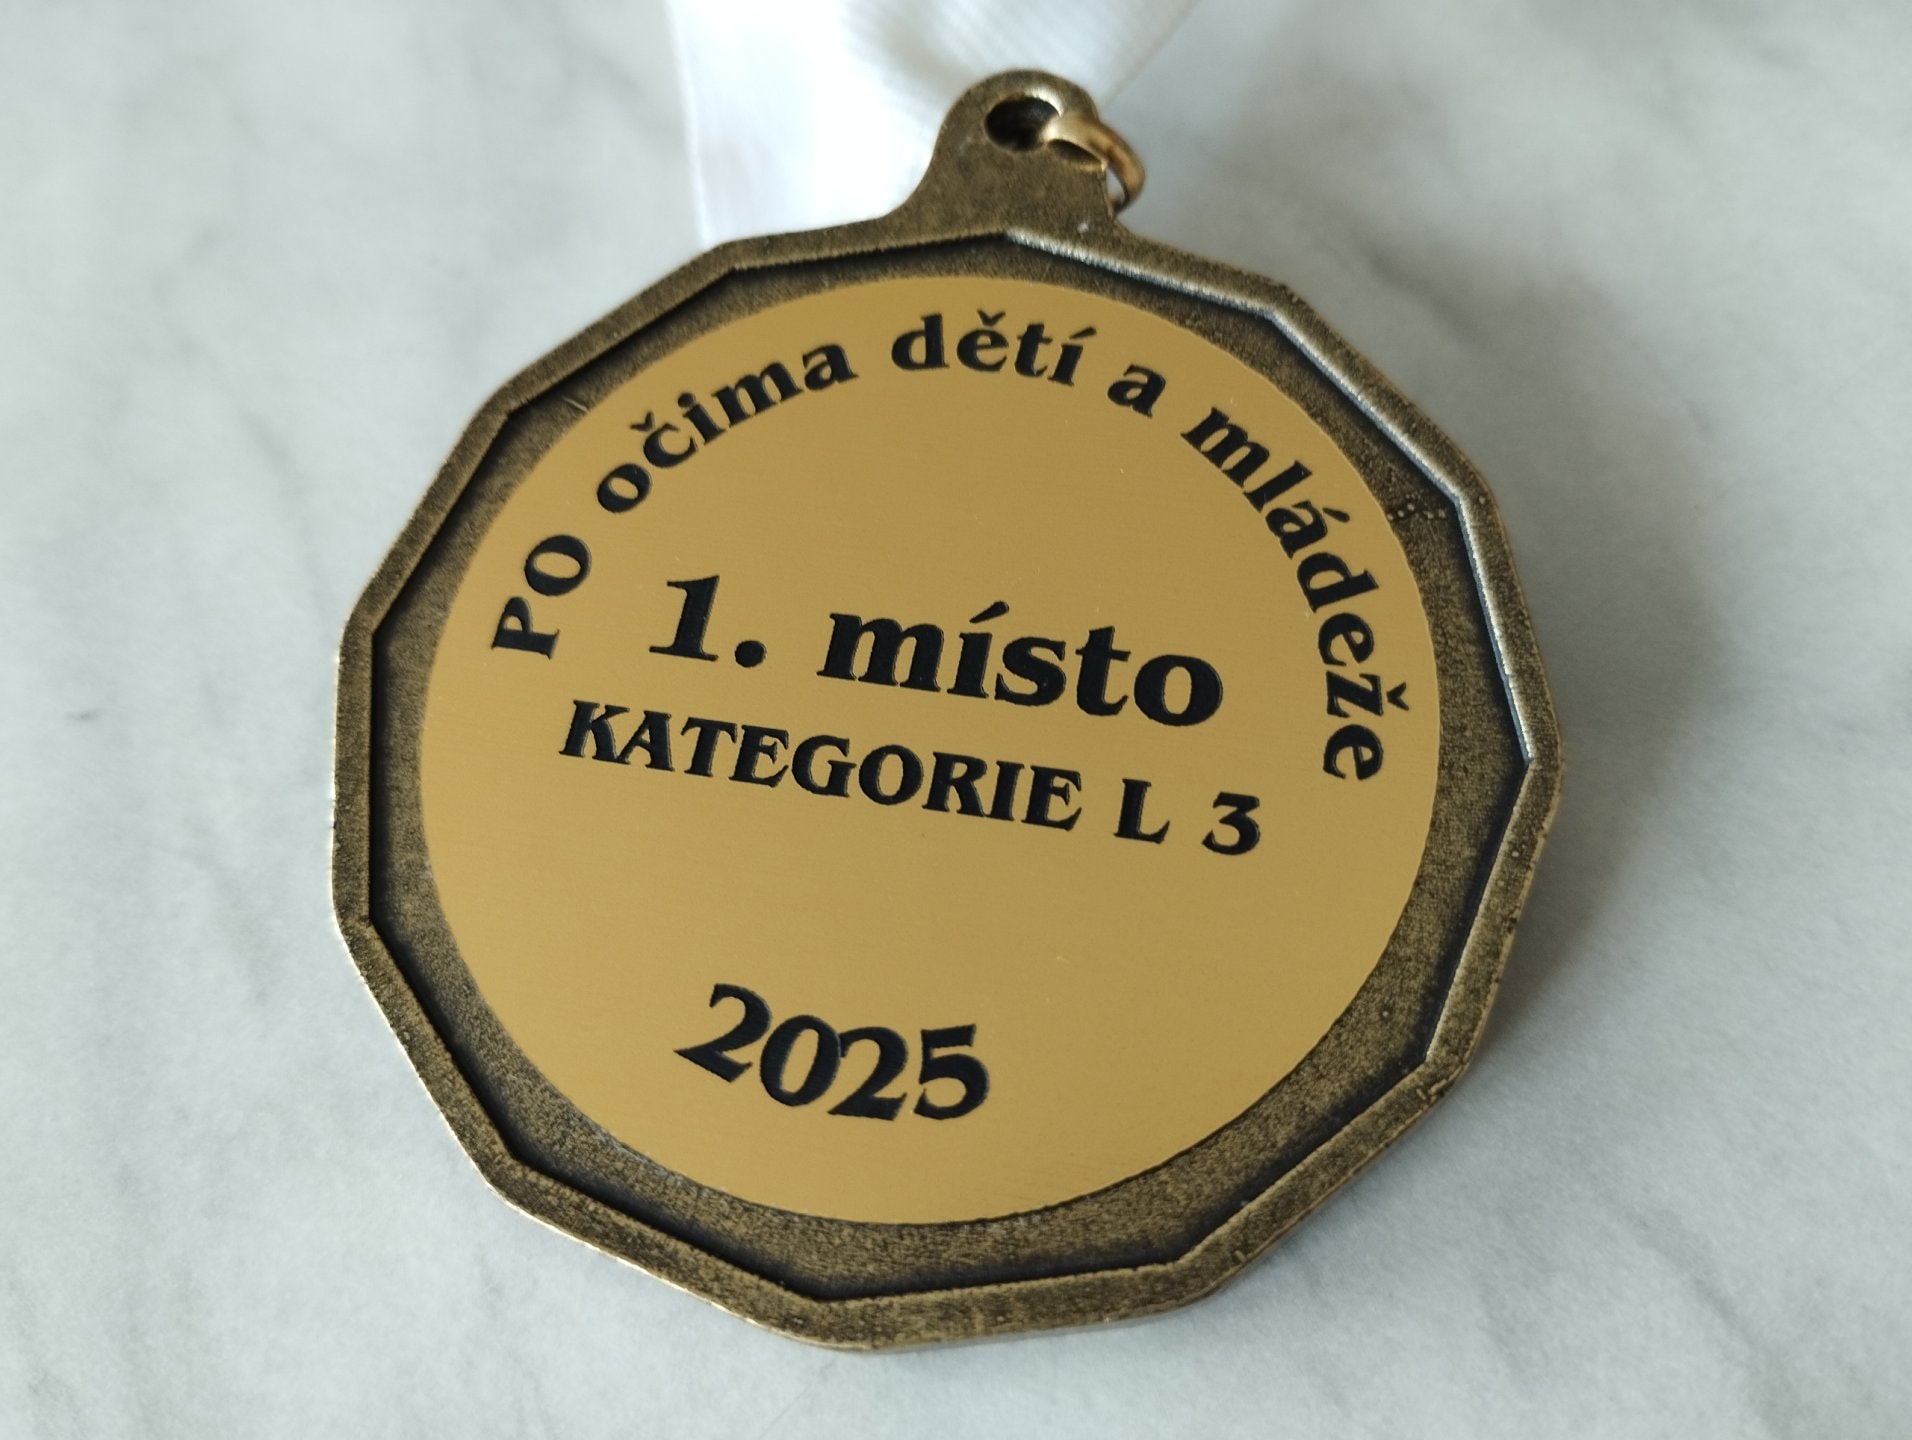 PO očima dětí a mládeže
1. místo
KATEGORIE L 3
2025